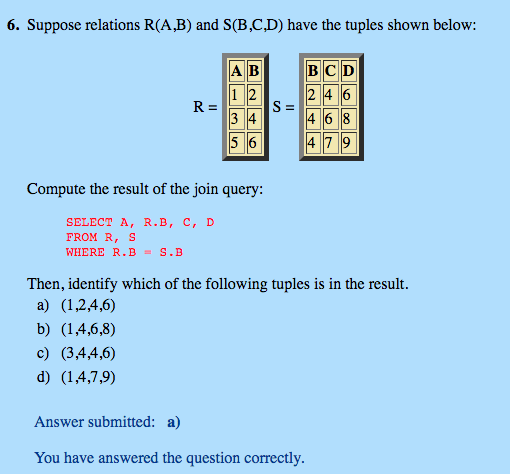 6. Suppose relations R(A,B) and S(B,C,D) have the tuples shown below:
R =
A B
1 2
3 4
5 6
S =
B C D
2 4 6
4 6 8
4 7 9
Compute the result of the join query:
SELECT A, R.B, C, D
FROM R, S
WHERE R.B = S.B
Then, identify which of the following tuples is in the result.
a) (1,2,4,6)
b) (1,4,6,8)
c) (3,4,4,6)
d) (1,4,7,9)
Answer submitted: a)
You have answered the question correctly.